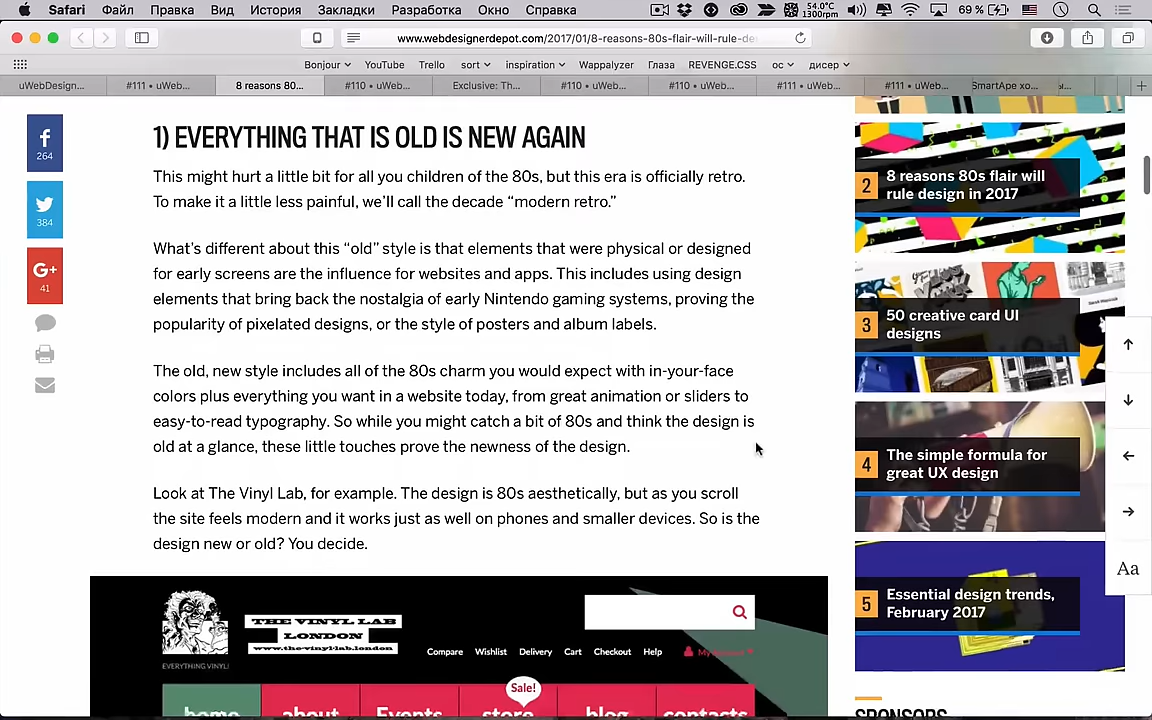 Safari Файл Правка Вид История Закладки Разработка Окно Справка 54.0°C 1300rpm 69 %
www.webdesignerdepot.com/2017/01/8-reasons-80s-flair-will-rule-de
Bonjour YouTube Trello sort inspiration Wappalyzer Глаза REVENGE.CSS ос дисер
uWebDesign... #111 • uWeb... 8 reasons 80... #110 • uWeb... Exclusive: Th... #110 • uWeb... #110 • uWeb... #111 • uWeb... #111 • uWeb... SmartApe хо...
264
384
G+
41
1) EVERYTHING THAT IS OLD IS NEW AGAIN
This might hurt a little bit for all you children of the 80s, but this era is officially retro.
To make it a little less painful, we’ll call the decade “modern retro.”
What’s different about this “old” style is that elements that were physical or designed
for early screens are the influence for websites and apps. This includes using design
elements that bring back the nostalgia of early Nintendo gaming systems, proving the
popularity of pixelated designs, or the style of posters and album labels.
The old, new style includes all of the 80s charm you would expect with in-your-face
colors plus everything you want in a website today, from great animation or sliders to
easy-to-read typography. So while you might catch a bit of 80s and think the design is
old at a glance, these little touches prove the newness of the design.
Look at The Vinyl Lab, for example. The design is 80s aesthetically, but as you scroll
the site feels modern and it works just as well on phones and smaller devices. So is the
design new or old? You decide.
THE VINYL LAB
LONDON
www.the-vinyl-lab.london
EVERYTHING VINYL!
Compare Wishlist Delivery Cart Checkout Help
Sale!
home about Events store blog contacts
2 8 reasons 80s flair will
rule design in 2017
3 50 creative card UI
designs
4 The simple formula for
great UX design
5 Essential design trends,
February 2017
SPONSORS
Aa